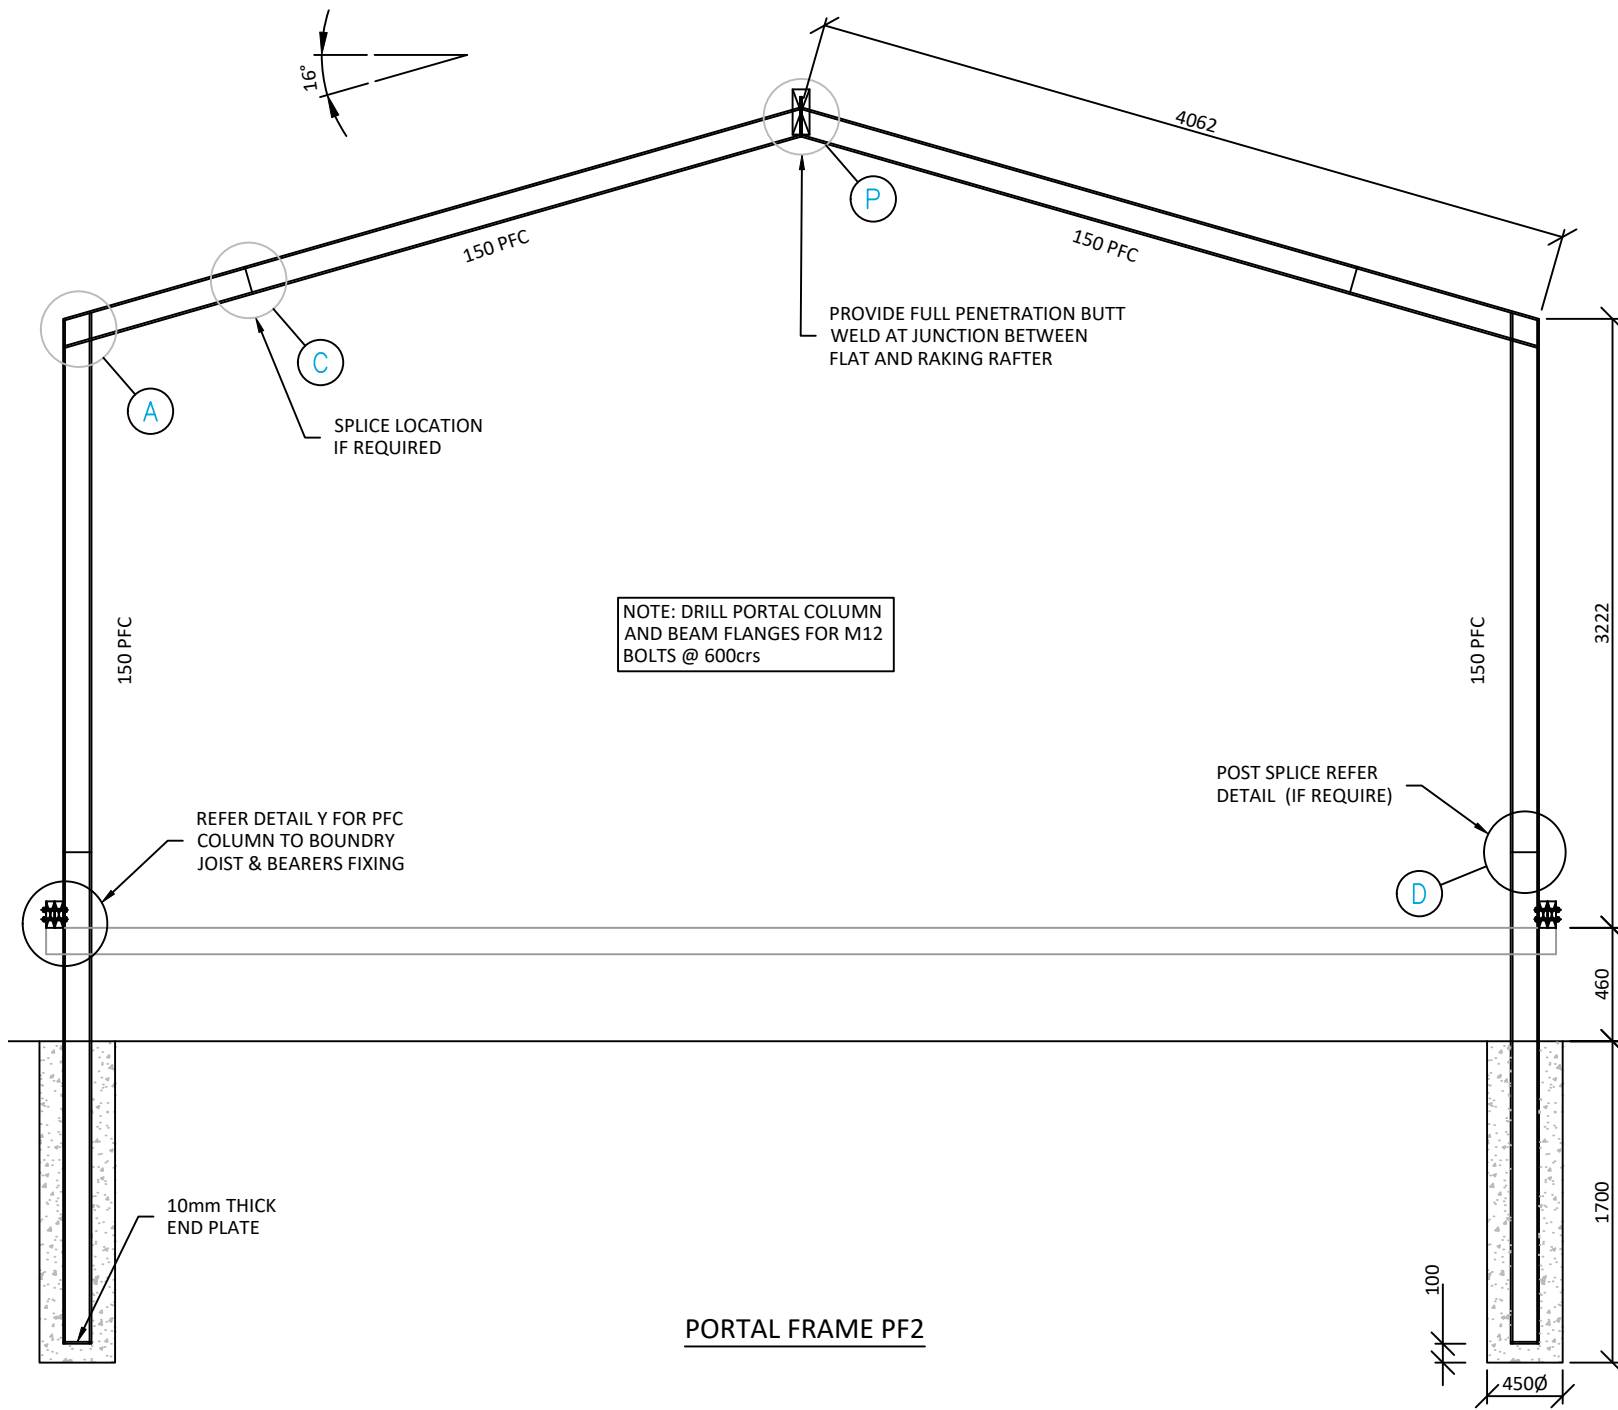 16°
4062
P
150 PFC
150 PFC
PROVIDE FULL PENETRATION BUTT
WELD AT JUNCTION BETWEEN
FLAT AND RAKING RAFTER
C
A
SPLICE LOCATION
IF REQUIRED
150 PFC
NOTE: DRILL PORTAL COLUMN
AND BEAM FLANGES FOR M12
BOLTS @ 600crs
150 PFC
3222
POST SPLICE REFER
DETAIL (IF REQUIRE)
REFER DETAIL Y FOR PFC
COLUMN TO BOUNDRY
JOIST & BEARERS FIXING
D
460
10mm THICK
END PLATE
1700
100
PORTAL FRAME PF2
450Ø